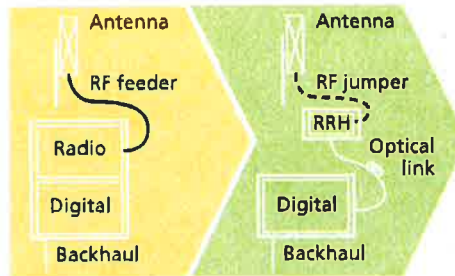 Antenna
RF feeder
Radio
Digital
Backhaul
Antenna
RF jumper
RRH
Optical
link
Digital
Backhaul